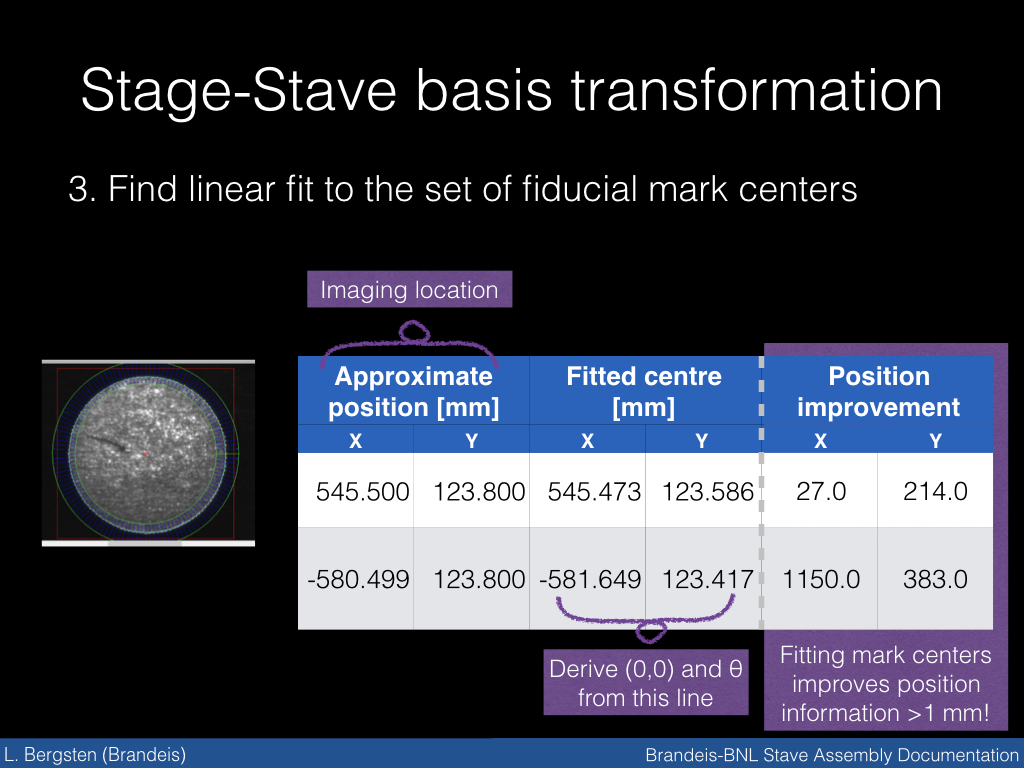 Stage-Stave basis transformation
3. Find linear fit to the set of fiducial mark centers
Imaging location
Approximate position [mm] Fitted centre [mm] Position improvement
X Y X Y X Y
545.500 123.800 545.473 123.586 27.0 214.0
-580.499 123.800 -581.649 123.417 1150.0 383.0
Derive (0,0) and θ
from this line
Fitting mark centers
improves position
information >1 mm!
L. Bergsten (Brandeis)
Brandeis-BNL Stave Assembly Documentation